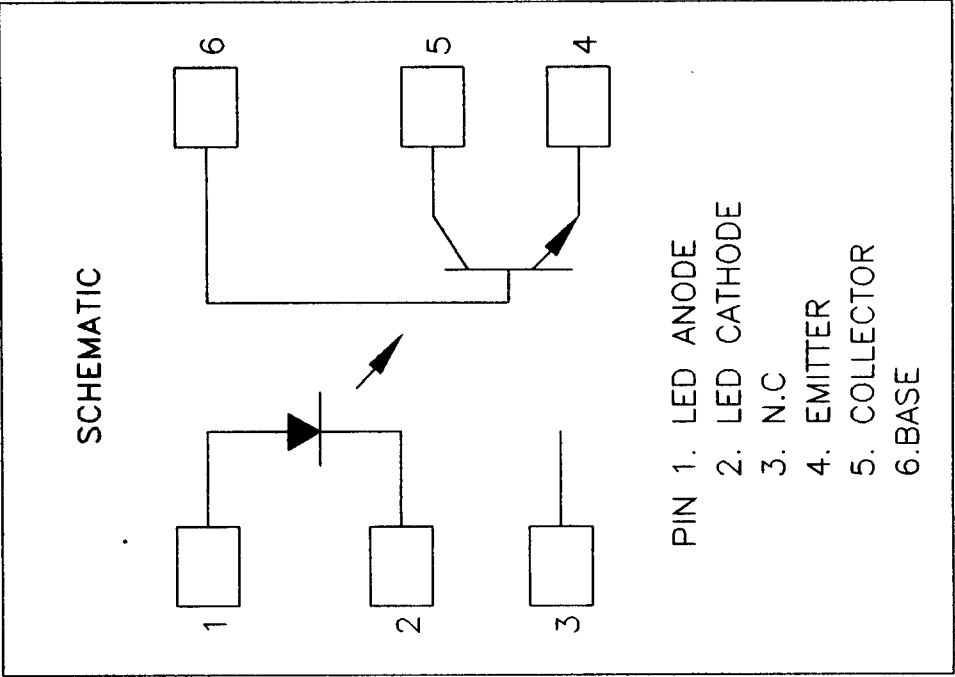 SCHEMATIC
1
6
2
5
3
4
PIN 1. LED ANODE
2. LED CATHODE
3. N.C
4. EMITTER
5. COLLECTOR
6.BASE